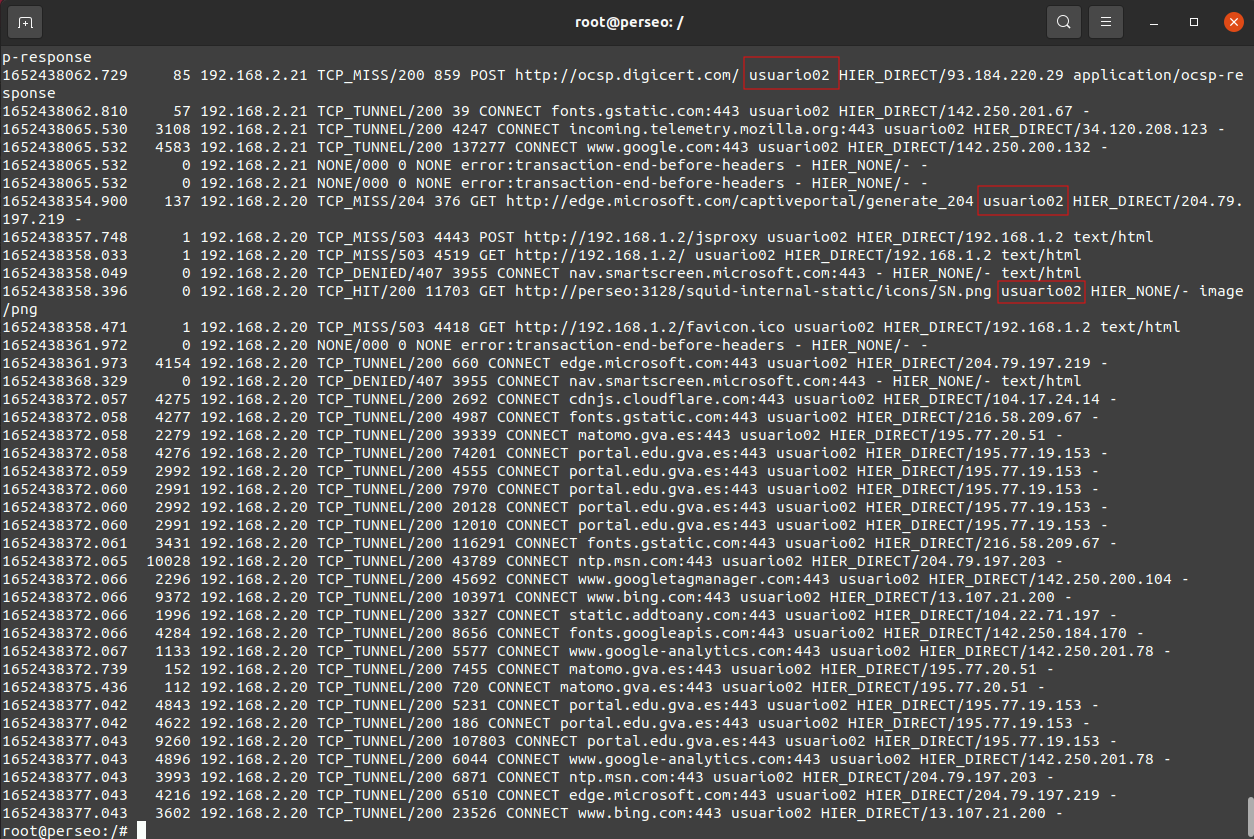 root@perseo: /
p-response
1652438062.729     85 192.168.2.21 TCP_MISS/200 859 POST http://ocsp.digicert.com/ usuario02 HIER_DIRECT/93.184.220.29 application/ocsp-re
sponse
1652438062.810     57 192.168.2.21 TCP_TUNNEL/200 39 CONNECT fonts.gstatic.com:443 usuario02 HIER_DIRECT/142.250.201.67 -
1652438065.530   3108 192.168.2.21 TCP_TUNNEL/200 4247 CONNECT incoming.telemetry.mozilla.org:443 usuario02 HIER_DIRECT/34.120.208.123 -
1652438065.532   4583 192.168.2.21 TCP_TUNNEL/200 137277 CONNECT www.google.com:443 usuario02 HIER_DIRECT/142.250.200.132 -
1652438065.532      0 192.168.2.21 NONE/000 0 NONE error:transaction-end-before-headers - HIER_NONE/- -
1652438065.532      0 192.168.2.21 NONE/000 0 NONE error:transaction-end-before-headers - HIER_NONE/- -
1652438354.900    137 192.168.2.20 TCP_MISS/204 376 GET http://edge.microsoft.com/captiveportal/generate_204 usuario02 HIER_DIRECT/204.79.
197.219 -
1652438357.748      1 192.168.2.20 TCP_MISS/503 4443 POST http://192.168.1.2/jsproxy usuario02 HIER_DIRECT/192.168.1.2 text/html
1652438358.033      1 192.168.2.20 TCP_MISS/503 4519 GET http://192.168.1.2/ usuario02 HIER_DIRECT/192.168.1.2 text/html
1652438358.049      0 192.168.2.20 TCP_DENIED/407 3955 CONNECT nav.smartscreen.microsoft.com:443 - HIER_NONE/- text/html
1652438358.396      0 192.168.2.20 TCP_HIT/200 11703 GET http://perseo:3128/squid-internal-static/icons/SN.png usuario02 HIER_NONE/- image
/png
1652438358.471      1 192.168.2.20 TCP_MISS/503 4418 GET http://192.168.1.2/favicon.ico usuario02 HIER_DIRECT/192.168.1.2 text/html
1652438361.972      0 192.168.2.20 NONE/000 0 NONE error:transaction-end-before-headers - HIER_NONE/- -
1652438361.973   4154 192.168.2.20 TCP_TUNNEL/200 660 CONNECT edge.microsoft.com:443 usuario02 HIER_DIRECT/204.79.197.219 -
1652438368.329      0 192.168.2.20 TCP_DENIED/407 3955 CONNECT nav.smartscreen.microsoft.com:443 - HIER_NONE/- text/html
1652438372.057   4275 192.168.2.20 TCP_TUNNEL/200 2692 CONNECT cdnjs.cloudflare.com:443 usuario02 HIER_DIRECT/104.17.24.14 -
1652438372.058   4277 192.168.2.20 TCP_TUNNEL/200 4987 CONNECT fonts.gstatic.com:443 usuario02 HIER_DIRECT/216.58.209.67 -
1652438372.058   2279 192.168.2.20 TCP_TUNNEL/200 39339 CONNECT matomo.gva.es:443 usuario02 HIER_DIRECT/195.77.20.51 -
1652438372.058   4276 192.168.2.20 TCP_TUNNEL/200 74201 CONNECT portal.edu.gva.es:443 usuario02 HIER_DIRECT/195.77.19.153 -
1652438372.059   2992 192.168.2.20 TCP_TUNNEL/200 4555 CONNECT portal.edu.gva.es:443 usuario02 HIER_DIRECT/195.77.19.153 -
1652438372.060   2991 192.168.2.20 TCP_TUNNEL/200 7970 CONNECT portal.edu.gva.es:443 usuario02 HIER_DIRECT/195.77.19.153 -
1652438372.060   2992 192.168.2.20 TCP_TUNNEL/200 20128 CONNECT portal.edu.gva.es:443 usuario02 HIER_DIRECT/195.77.19.153 -
1652438372.060   2991 192.168.2.20 TCP_TUNNEL/200 12010 CONNECT portal.edu.gva.es:443 usuario02 HIER_DIRECT/195.77.19.153 -
1652438372.061   3431 192.168.2.20 TCP_TUNNEL/200 116291 CONNECT fonts.gstatic.com:443 usuario02 HIER_DIRECT/216.58.209.67 -
1652438372.065  10028 192.168.2.20 TCP_TUNNEL/200 43789 CONNECT ntp.msn.com:443 usuario02 HIER_DIRECT/204.79.197.203 -
1652438372.066   2296 192.168.2.20 TCP_TUNNEL/200 45692 CONNECT www.googletagmanager.com:443 usuario02 HIER_DIRECT/142.250.200.104 -
1652438372.066   9372 192.168.2.20 TCP_TUNNEL/200 103971 CONNECT www.bing.com:443 usuario02 HIER_DIRECT/13.107.21.200 -
1652438372.066   1996 192.168.2.20 TCP_TUNNEL/200 3327 CONNECT static.addtoany.com:443 usuario02 HIER_DIRECT/104.22.71.197 -
1652438372.066   4284 192.168.2.20 TCP_TUNNEL/200 8656 CONNECT fonts.googleapis.com:443 usuario02 HIER_DIRECT/142.250.184.170 -
1652438372.067   1133 192.168.2.20 TCP_TUNNEL/200 5577 CONNECT www.google-analytics.com:443 usuario02 HIER_DIRECT/142.250.201.78 -
1652438372.739    152 192.168.2.20 TCP_TUNNEL/200 7455 CONNECT matomo.gva.es:443 usuario02 HIER_DIRECT/195.77.20.51 -
1652438375.436    112 192.168.2.20 TCP_TUNNEL/200 720 CONNECT matomo.gva.es:443 usuario02 HIER_DIRECT/195.77.20.51 -
1652438377.042   4843 192.168.2.20 TCP_TUNNEL/200 5231 CONNECT portal.edu.gva.es:443 usuario02 HIER_DIRECT/195.77.19.153 -
1652438377.042   4622 192.168.2.20 TCP_TUNNEL/200 186 CONNECT portal.edu.gva.es:443 usuario02 HIER_DIRECT/195.77.19.153 -
1652438377.043   9260 192.168.2.20 TCP_TUNNEL/200 107803 CONNECT portal.edu.gva.es:443 usuario02 HIER_DIRECT/195.77.19.153 -
1652438377.043   4896 192.168.2.20 TCP_TUNNEL/200 6044 CONNECT www.google-analytics.com:443 usuario02 HIER_DIRECT/142.250.201.78 -
1652438377.043   3993 192.168.2.20 TCP_TUNNEL/200 6871 CONNECT ntp.msn.com:443 usuario02 HIER_DIRECT/204.79.197.203 -
1652438377.043   4216 192.168.2.20 TCP_TUNNEL/200 6510 CONNECT edge.microsoft.com:443 usuario02 HIER_DIRECT/204.79.197.219 -
1652438377.043   3602 192.168.2.20 TCP_TUNNEL/200 23526 CONNECT www.bing.com:443 usuario02 HIER_DIRECT/13.107.21.200 -
root@perseo:/#